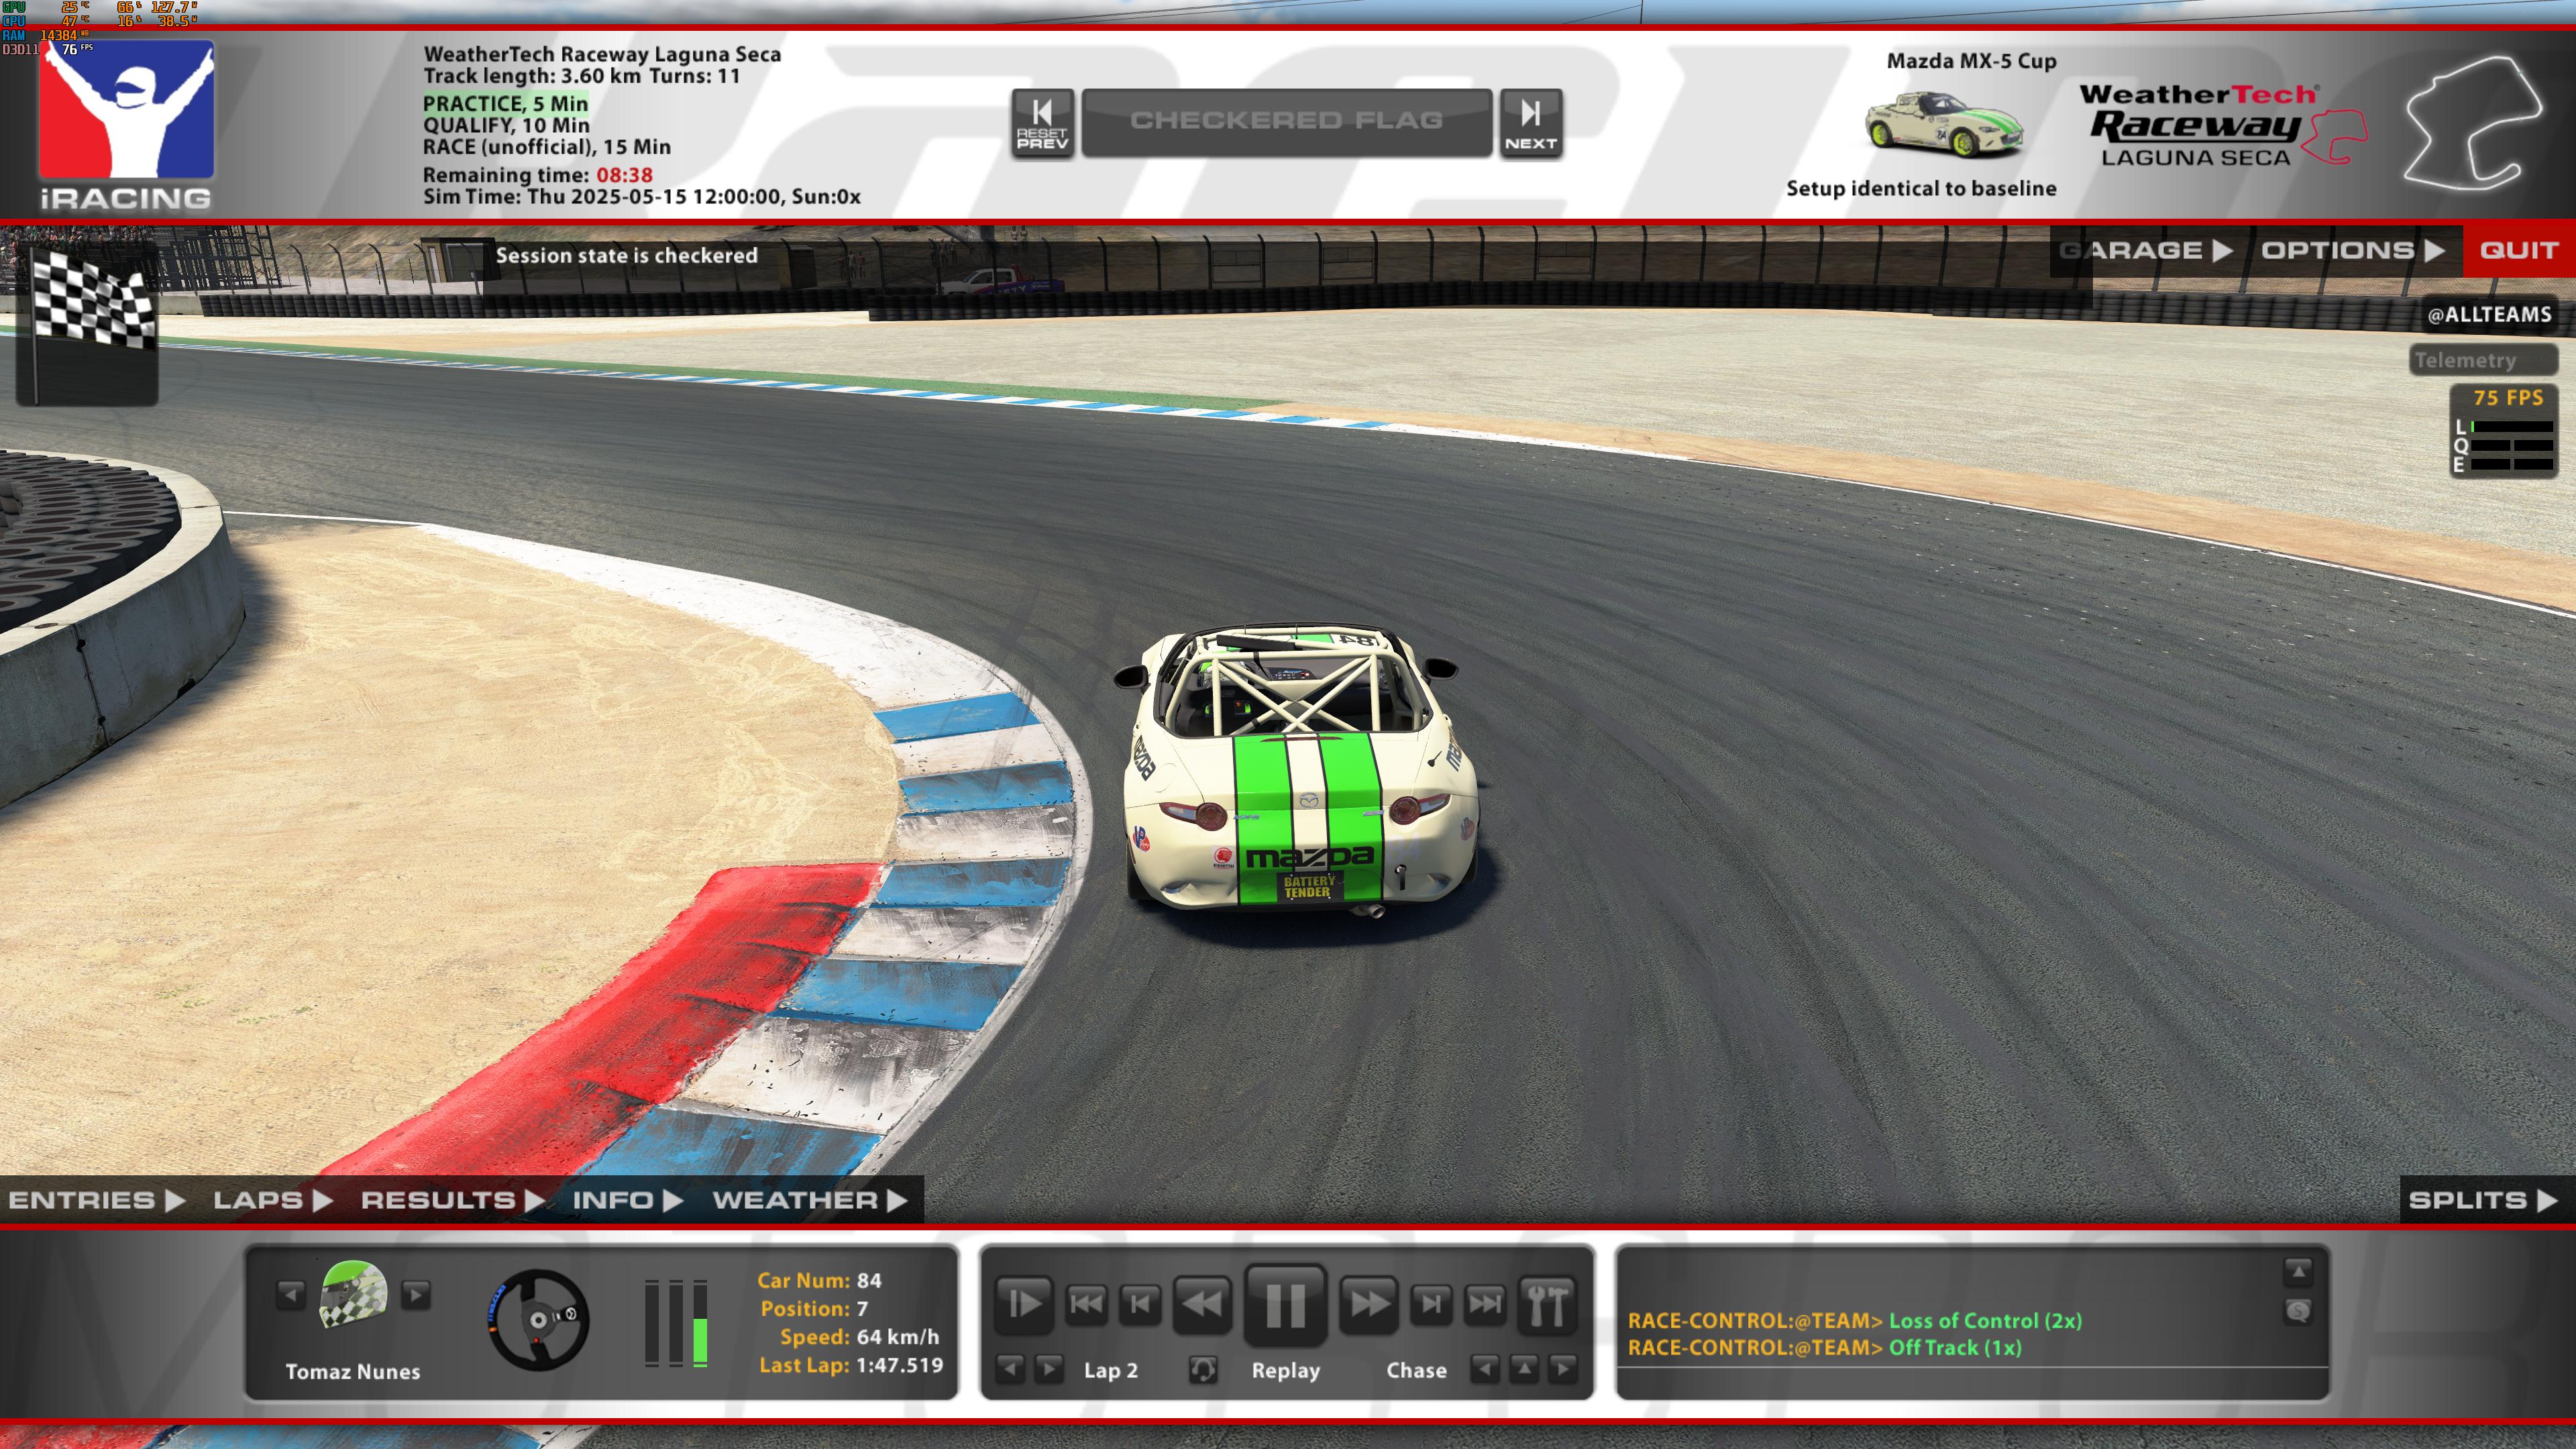 GPU 25 °C 66 % 127.7 W
CPU 47 °C 16 % 38.5 W
RAM 14384 MB
D3D11 76 FPS
iRACING
WeatherTech Raceway Laguna Seca
Track length: 3.60 km Turns: 11
PRACTICE, 5 Min
QUALIFY, 10 Min
RACE (unofficial), 15 Min
Remaining time: 08:38
Sim Time: Thu 2025-05-15 12:00:00, Sun:0x
RESET
PREV
CHECKERED FLAG
NEXT
Mazda MX-5 Cup
Setup identical to baseline
WeatherTech
Raceway
LAGUNA SECA
Session state is checkered
GARAGE
OPTIONS
QUIT
@ALLTEAMS
Telemetry
75 FPS
L
Q
E
84
mazda
mazda
BATTERY
TENDER
ENTRIES
LAPS
RESULTS
INFO
WEATHER
SPLITS
Tomaz Nunes
Car Num: 84
Position: 7
Speed: 64 km/h
Last Lap: 1:47.519
Lap 2
Replay
Chase
RACE-CONTROL:@TEAM> Loss of Control (2x)
RACE-CONTROL:@TEAM> Off Track (1x)